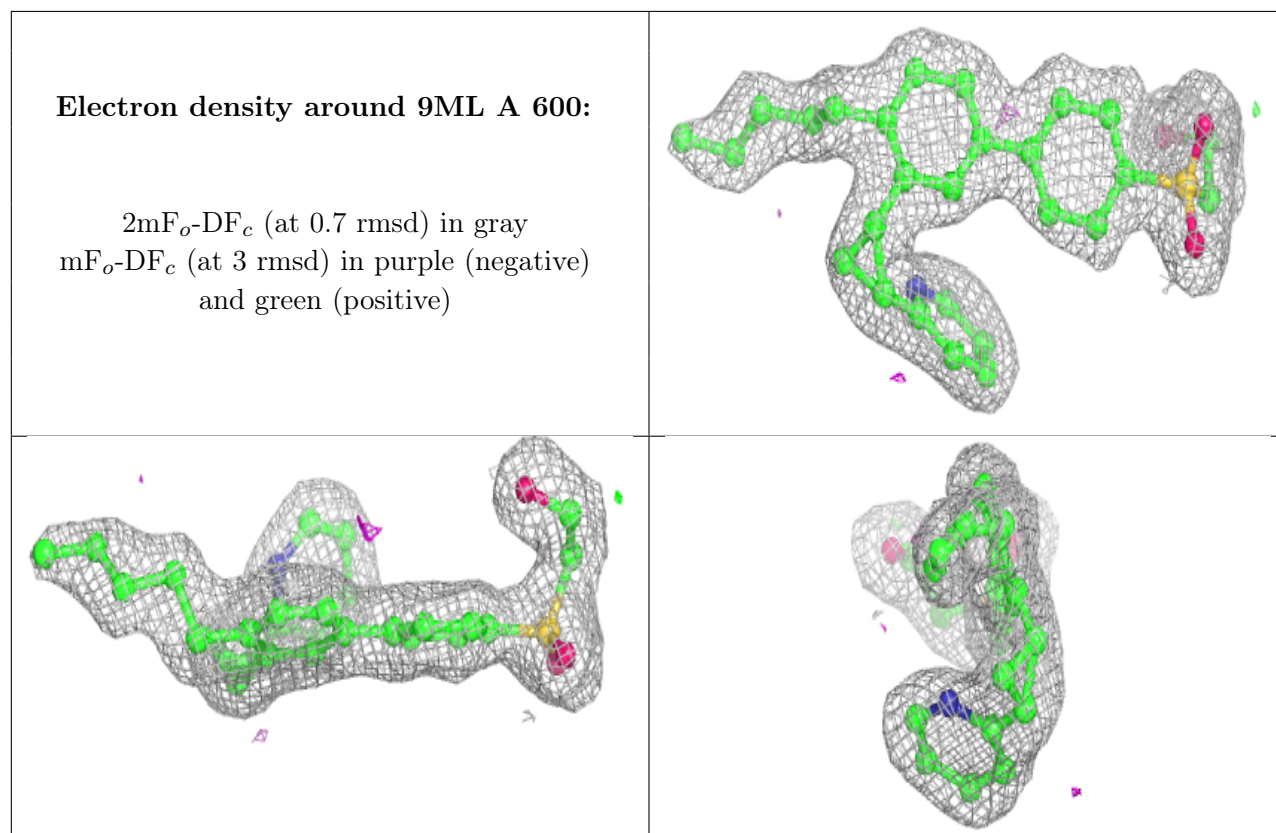 Electron density around 9ML A 600:
2mFo-DFc (at 0.7 rmsd) in gray
mFo-DFc (at 3 rmsd) in purple (negative)
and green (positive)